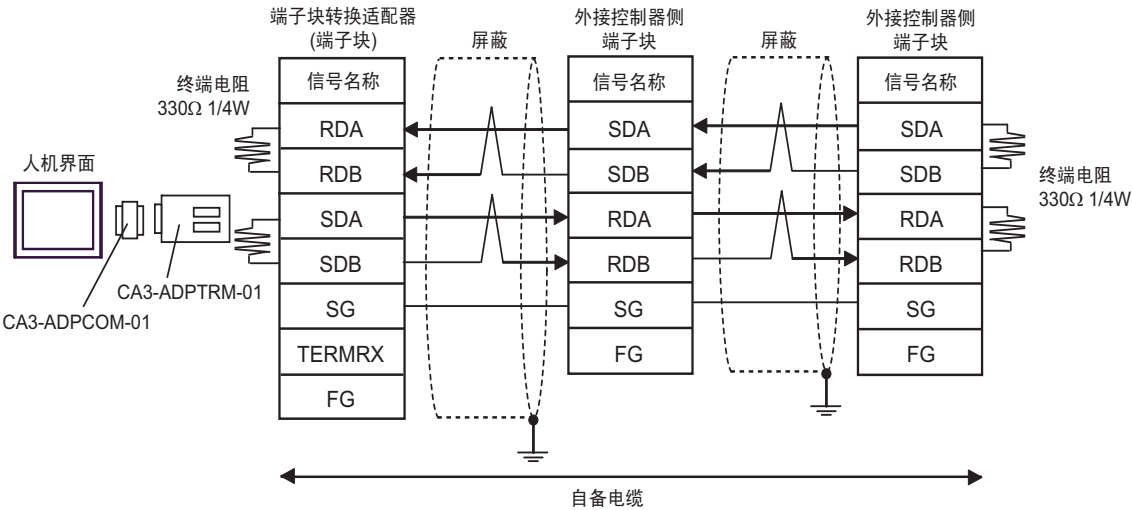 端子块转换适配器
(端子块)
屏蔽
外接控制器侧
端子块
屏蔽
外接控制器侧
端子块
终端电阻
330Ω 1/4W
人机界面
CA3-ADPTRM-01
CA3-ADPCOM-01
信号名称
RDA
RDB
SDA
SDB
SG
TERMRX
FG
信号名称
SDA
SDB
RDA
RDB
SG
FG
信号名称
SDA
SDB
RDA
RDB
SG
FG
终端电阻
330Ω 1/4W
自备电缆